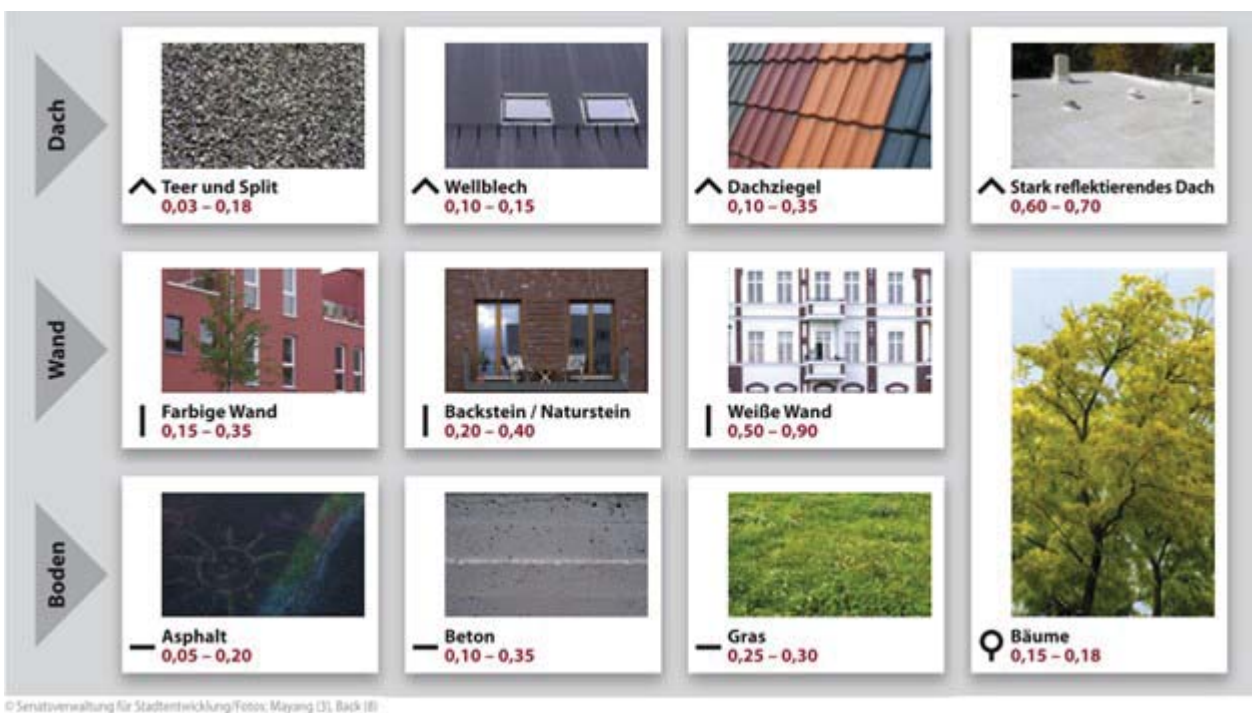 Dach
Teer und Split
0,03 – 0,18
Wellblech
0,10 – 0,15
Dachziegel
0,10 – 0,35
Stark reflektierendes Dach
0,60 – 0,70
Wand
Farbige Wand
0,15 – 0,35
Backstein / Naturstein
0,20 – 0,40
Weiße Wand
0,50 – 0,90
Boden
Asphalt
0,05 – 0,20
Beton
0,10 – 0,35
Gras
0,25 – 0,30
Bäume
0,15 – 0,18
© Senatsverwaltung für Stadtentwicklung/Fotos: Mayang (3), Back (8)